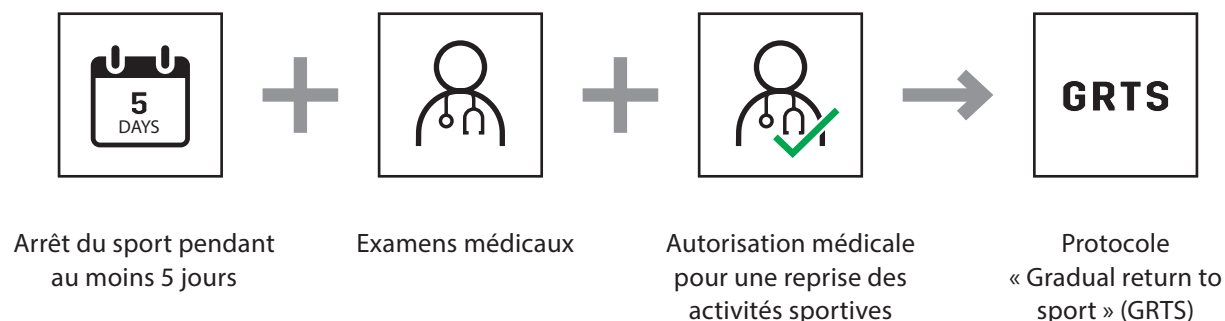 5
DAYS
GRTS
Arrêt du sport pendant
au moins 5 jours
Examens médicaux
Autorisation médicale
pour une reprise des
activités sportives
Protocole
« Gradual return to
sport » (GRTS)